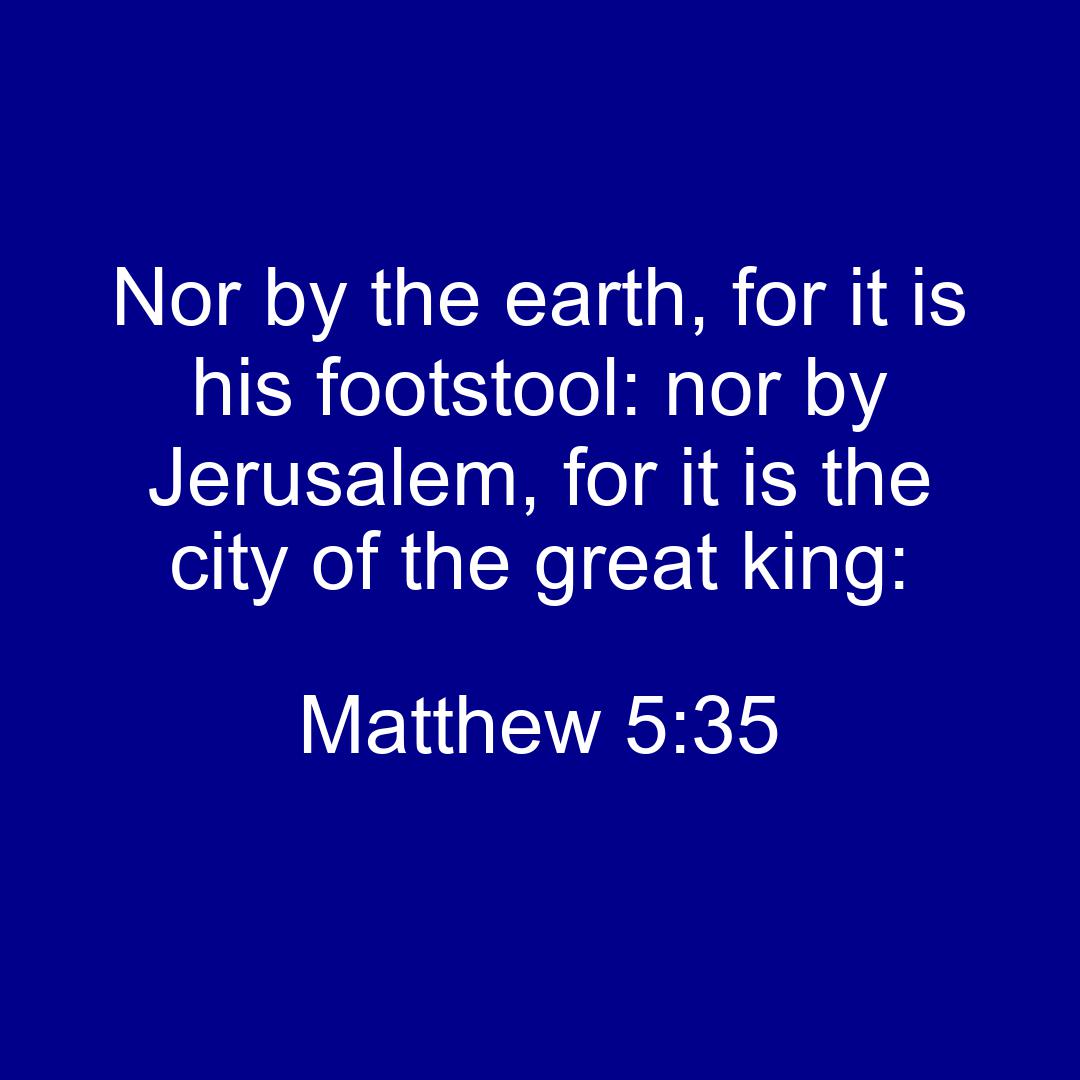 Nor by the earth, for it is
his footstool: nor by
Jerusalem, for it is the
city of the great king:
Matthew 5:35